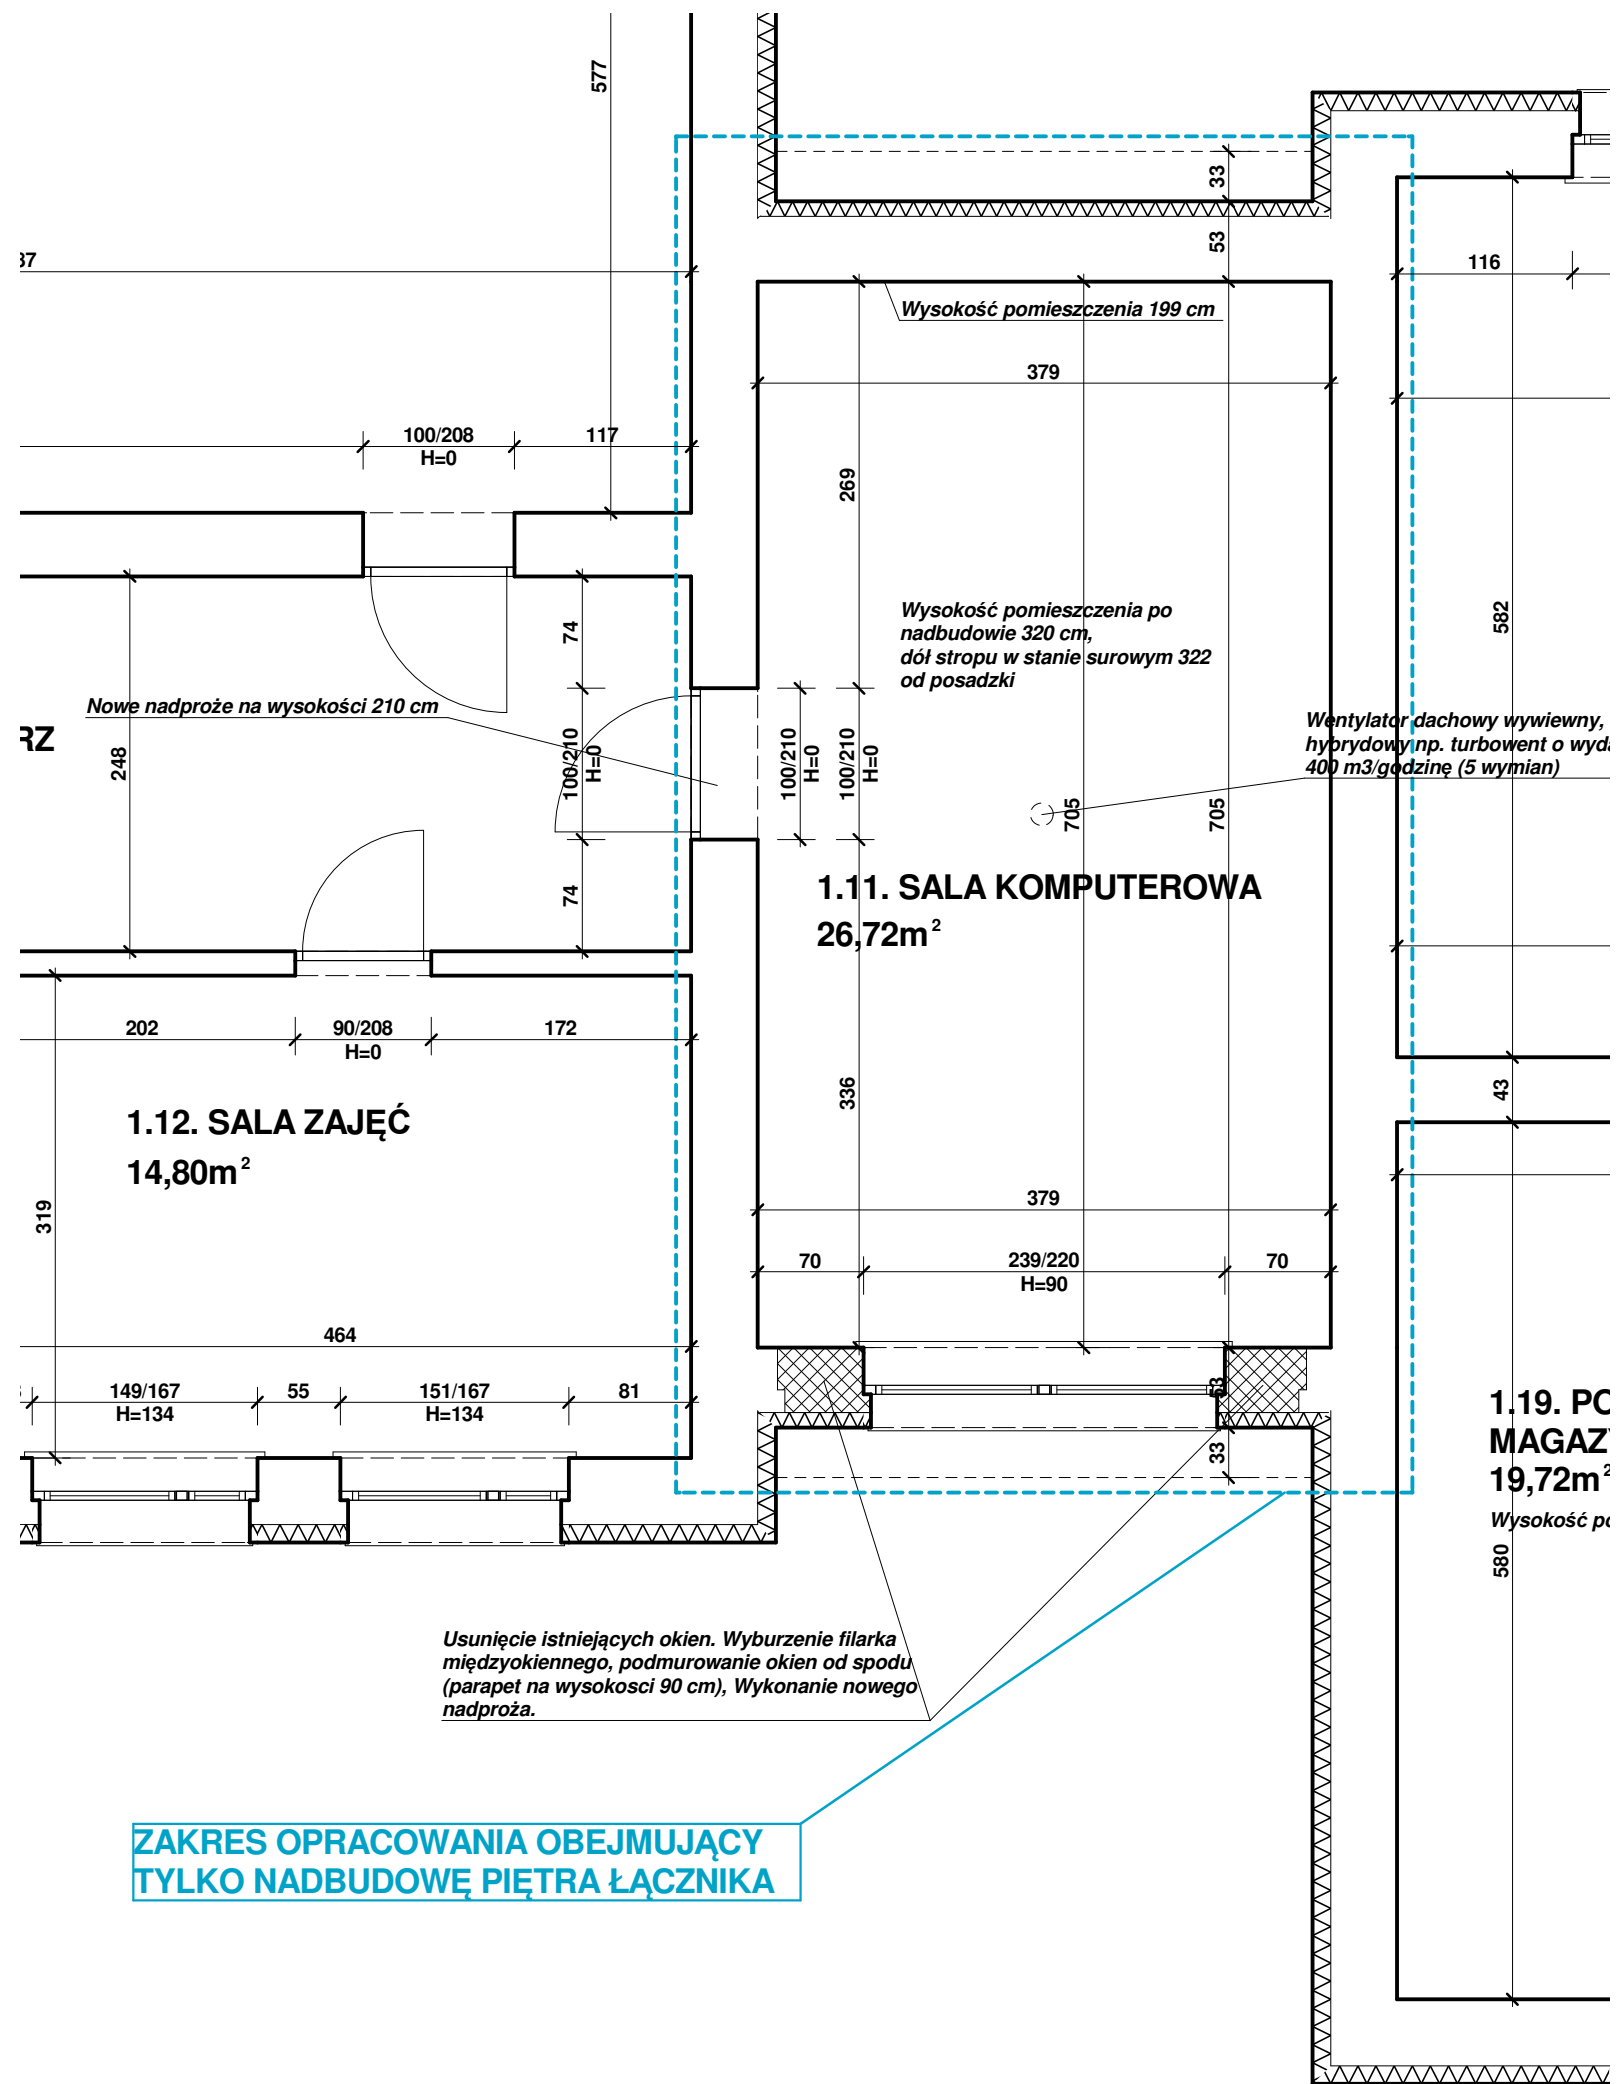 577
33
53
37
116
Wysokość pomieszczenia 199 cm
379
100/208
H=0
117
269
Wysokość pomieszczenia po
nadbudowie 320 cm,
dół stropu w stanie surowym 322
od posadzki
582
74
Nowe nadproże na wysokości 210 cm
RZ
248
100/210
H=0
100/210
H=0
100/210
H=0
Wentylator dachowy wywiewny,
hybrydowy np. turbowent o wyda
400 m3/godzinę (5 wymian)
705
705
74
1.11. SALA KOMPUTEROWA
26,72m²
202
90/208
H=0
172
336
43
1.12. SALA ZAJĘĆ
14,80m²
319
379
70
239/220
H=90
70
464
149/167
H=134
55
151/167
H=134
81
53
33
1.19. PO
MAGAZY
19,72m²
Wysokość po
580
Usunięcie istniejących okien. Wyburzenie filarka
międzyokiennego, podmurowanie okien od spodu
(parapet na wysokosci 90 cm), Wykonanie nowego
nadproża.
ZAKRES OPRACOWANIA OBEJMUJĄCY
TYLKO NADBUDOWĘ PIĘTRA ŁĄCZNIKA